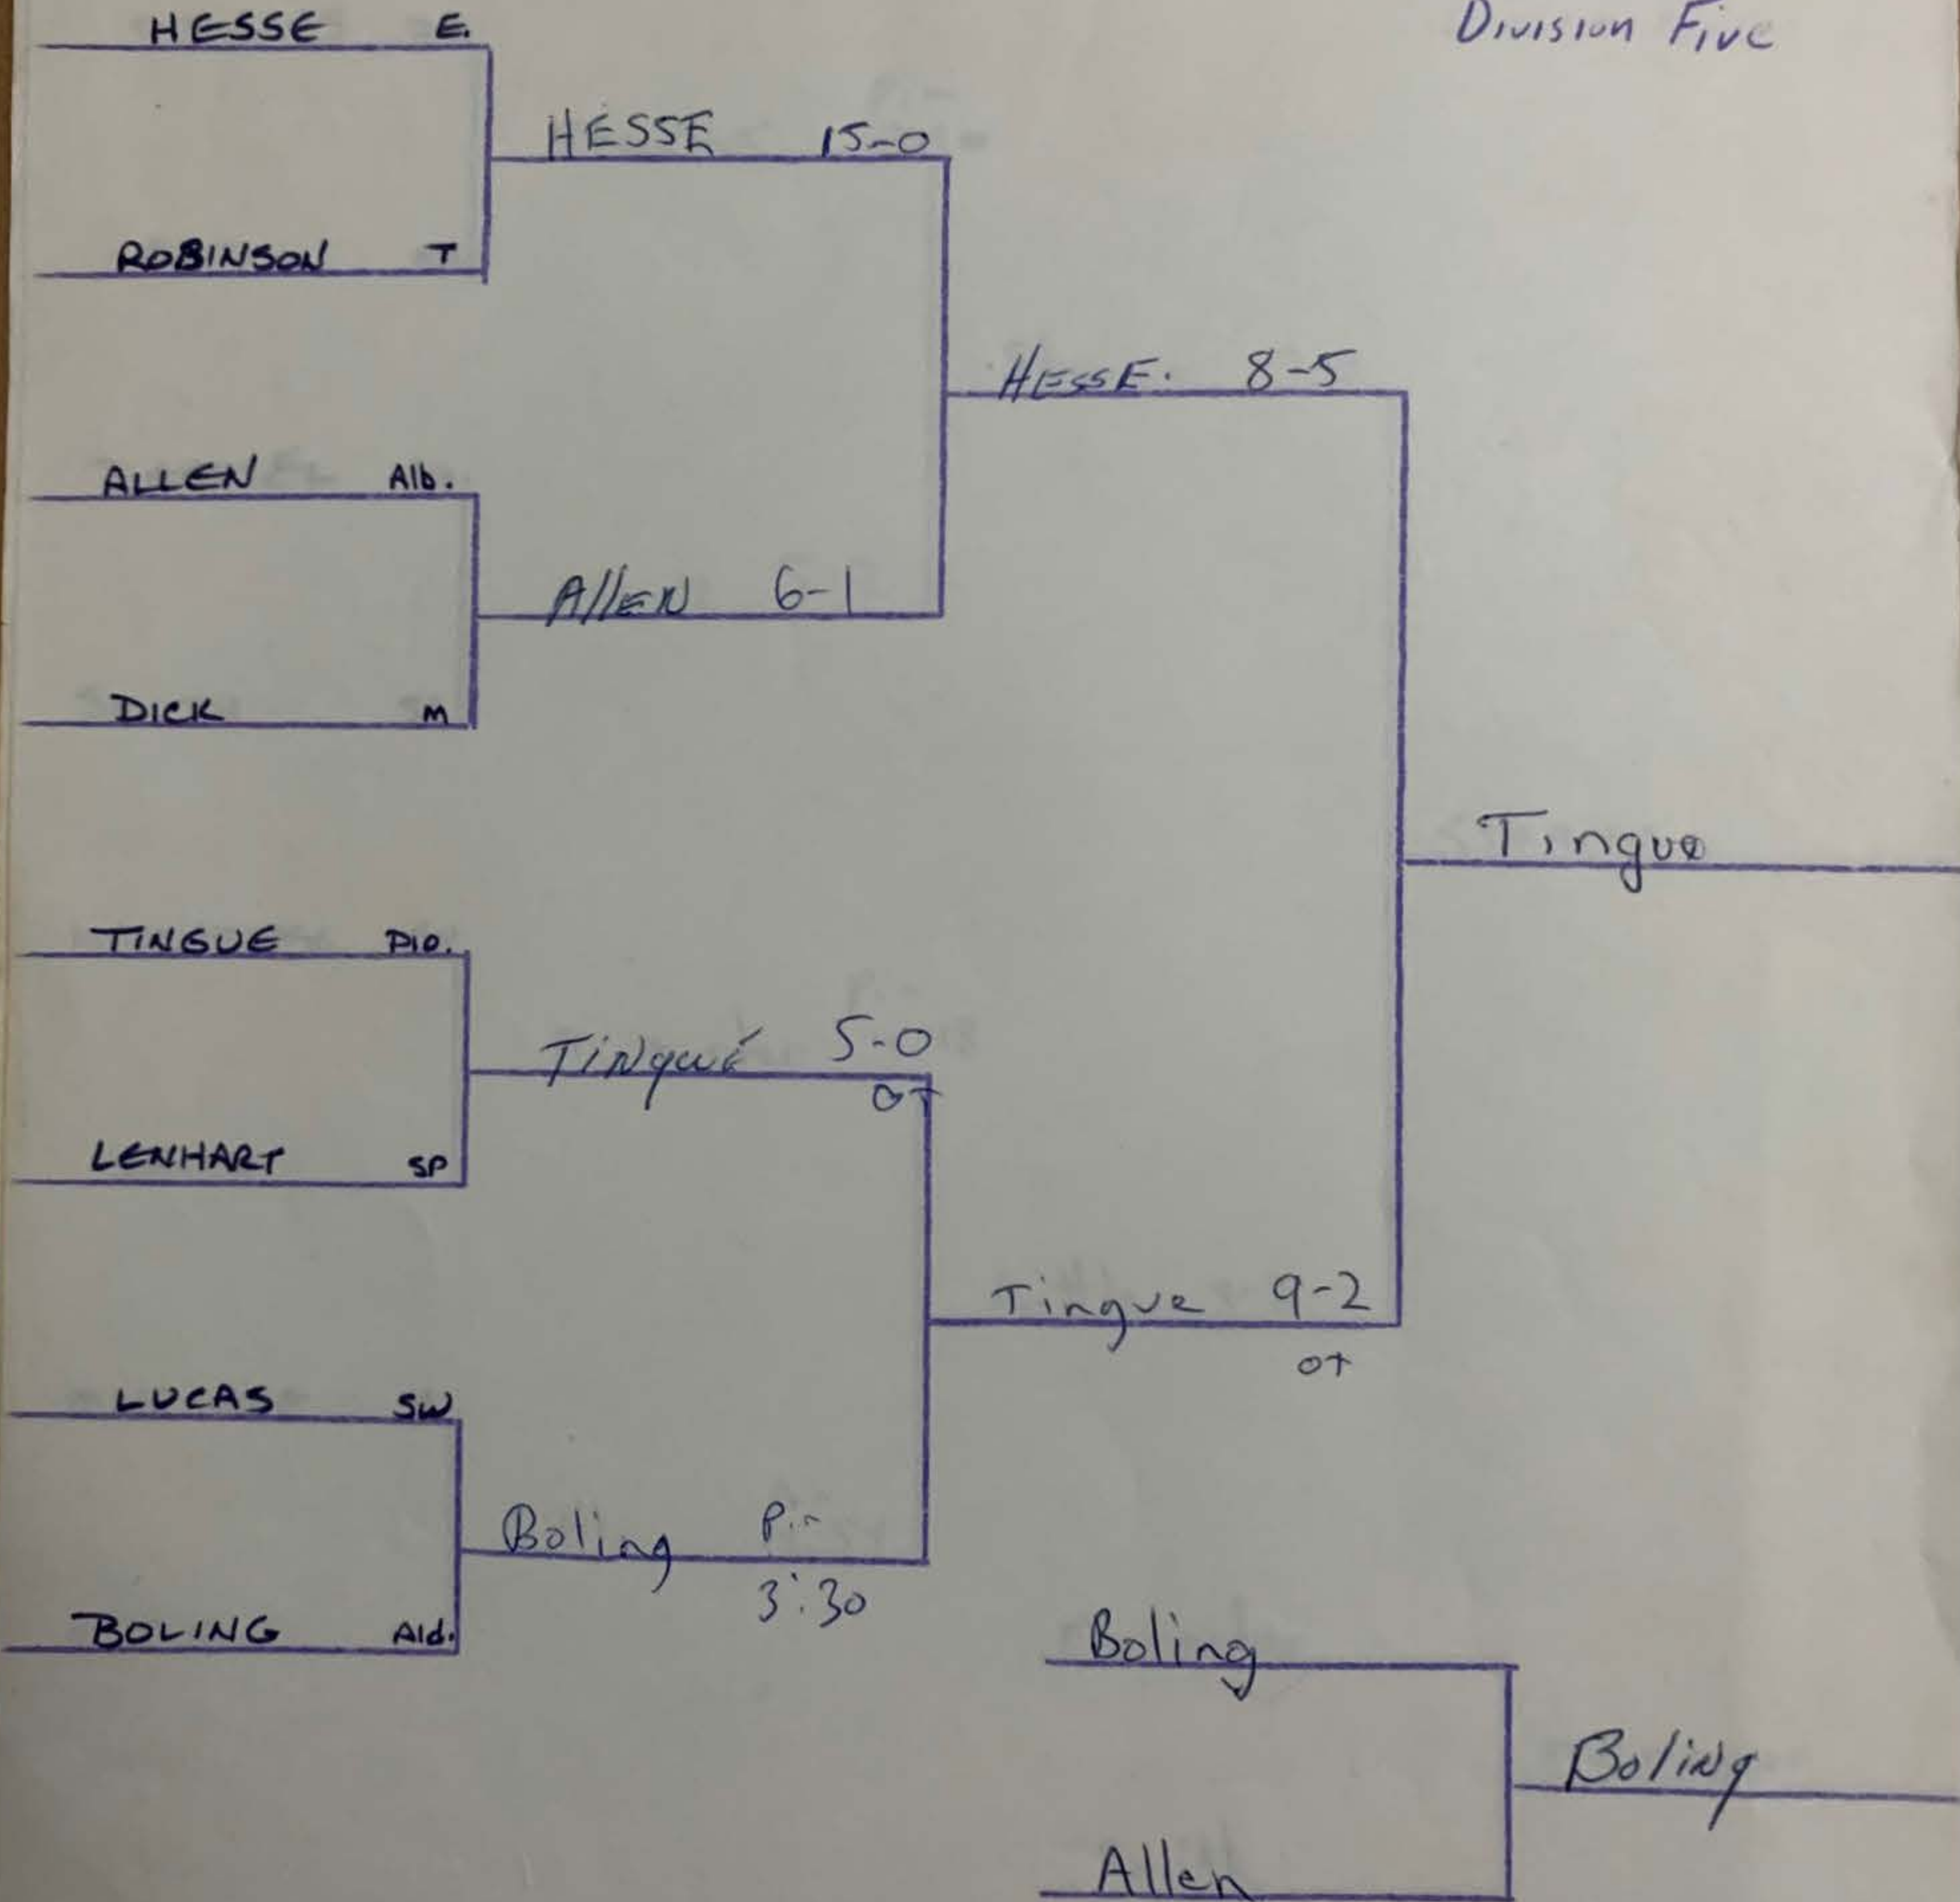 Division Five
HESSE E.
HESSE 15-0
ROBINSON T
HESSE. 8-5
ALLEN Alb.
Allen 6-1
DICK M
Tingue
TINGUE Pio.
Tingue 5-0
OT
LENHART SP
Tingue 9-2
OT
LUCAS SW
Boling Pin
3:30
BOLING Ald.
Boling
Boling
Allen